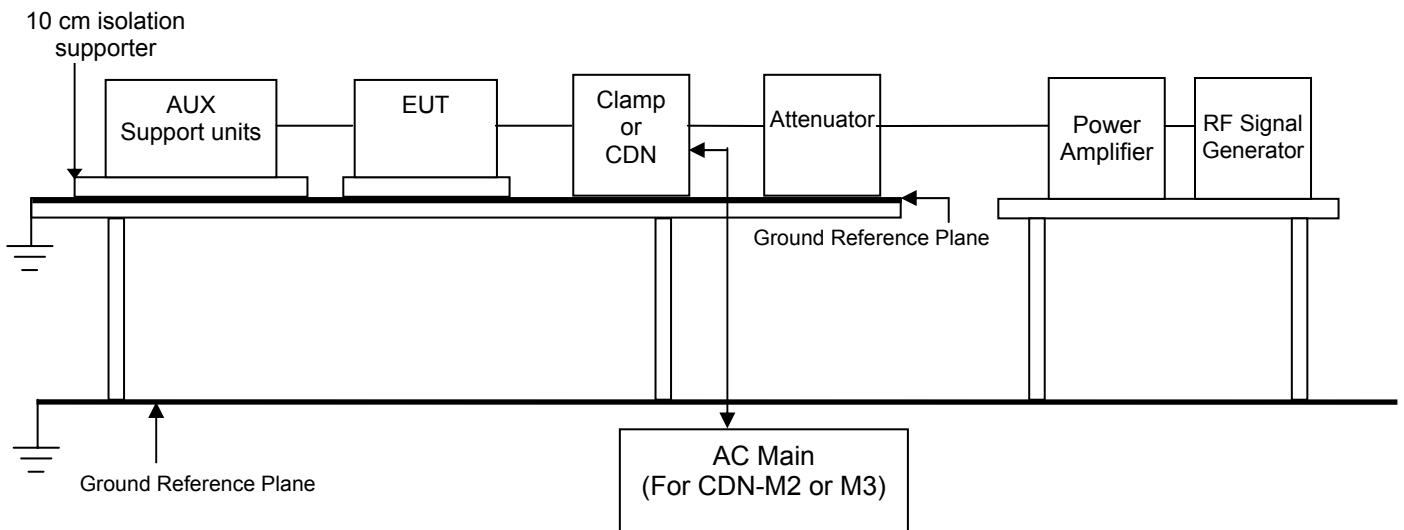 10 cm isolation
supporter
AUX
Support units
EUT
Clamp
or
CDN
Attenuator
Power
Amplifier
RF Signal
Generator
Ground Reference Plane
Ground Reference Plane
AC Main
(For CDN-M2 or M3)